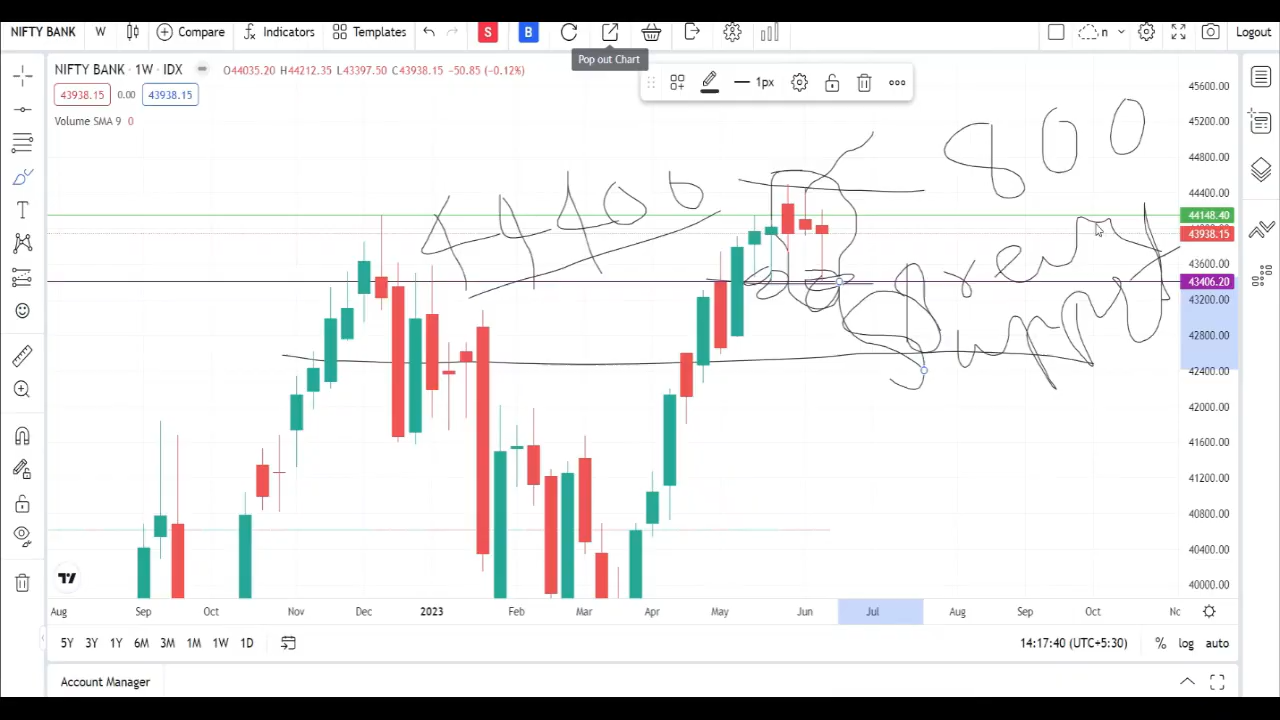 NIFTY BANK W Compare Indicators Templates S B n Logout
Pop out Chart
NIFTY BANK · 1W · IDX O44035.20 H44212.35 L43397.50 C43938.15 −50.85 (−0.12%)
1px
43938.15 0.00 43938.15
Volume SMA 9 0
800
44400
great
Support
45600.00
45200.00
44800.00
44400.00
44148.40
43938.15
43600.00
43406.20
43200.00
42800.00
42400.00
42000.00
41600.00
41200.00
40800.00
40400.00
40000.00
Aug Sep Oct Nov Dec 2023 Feb Mar Apr May Jun Jul Aug Sep Oct Nc
5Y 3Y 1Y 6M 3M 1M 1W 1D 14:17:40 (UTC+5:30) % log auto
Account Manager